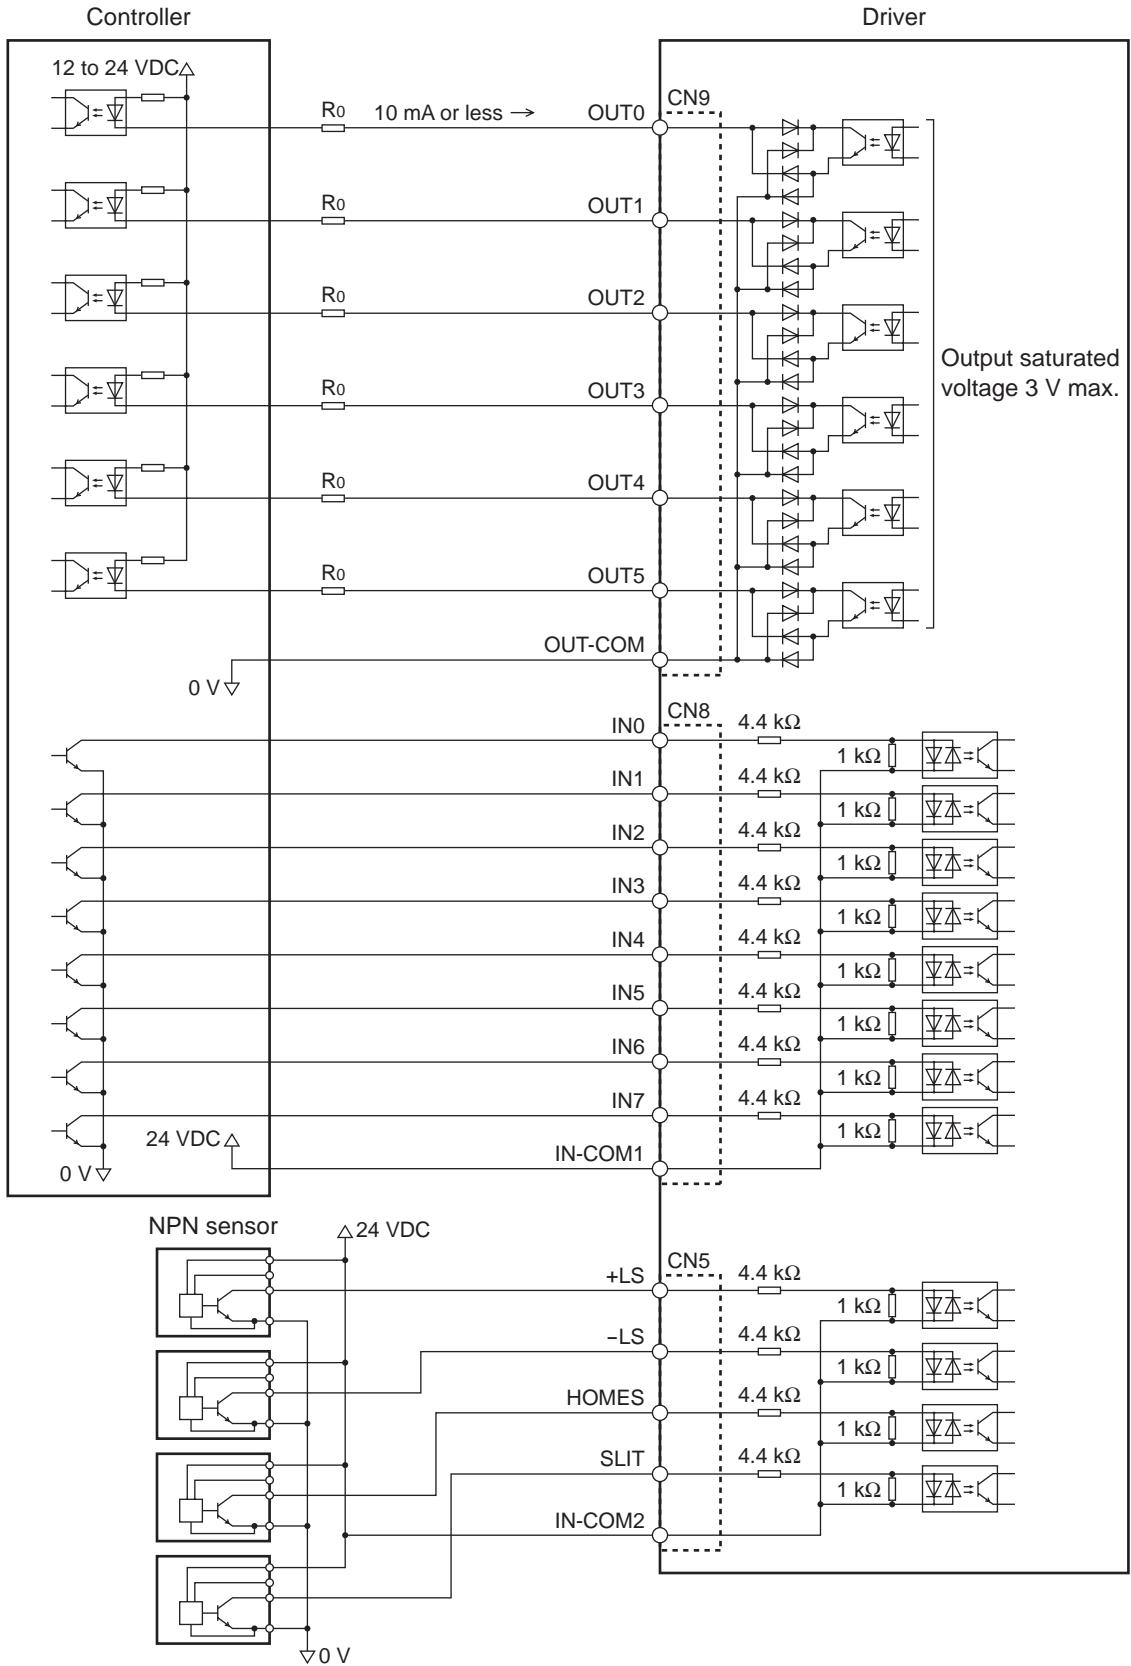 Controller
Driver
12 to 24 VDC
CN9
R0
10 mA or less →
OUT0
R0
OUT1
R0
OUT2
Output saturated
voltage 3 V max.
R0
OUT3
R0
OUT4
R0
OUT5
OUT-COM
0 V
CN8
IN0
4.4 kΩ
1 kΩ
IN1
4.4 kΩ
1 kΩ
IN2
4.4 kΩ
1 kΩ
IN3
4.4 kΩ
1 kΩ
IN4
4.4 kΩ
1 kΩ
IN5
4.4 kΩ
1 kΩ
IN6
4.4 kΩ
1 kΩ
IN7
4.4 kΩ
1 kΩ
24 VDC
IN-COM1
0 V
NPN sensor
24 VDC
CN5
+LS
4.4 kΩ
1 kΩ
−LS
4.4 kΩ
1 kΩ
HOMES
4.4 kΩ
1 kΩ
SLIT
4.4 kΩ
1 kΩ
IN-COM2
0 V